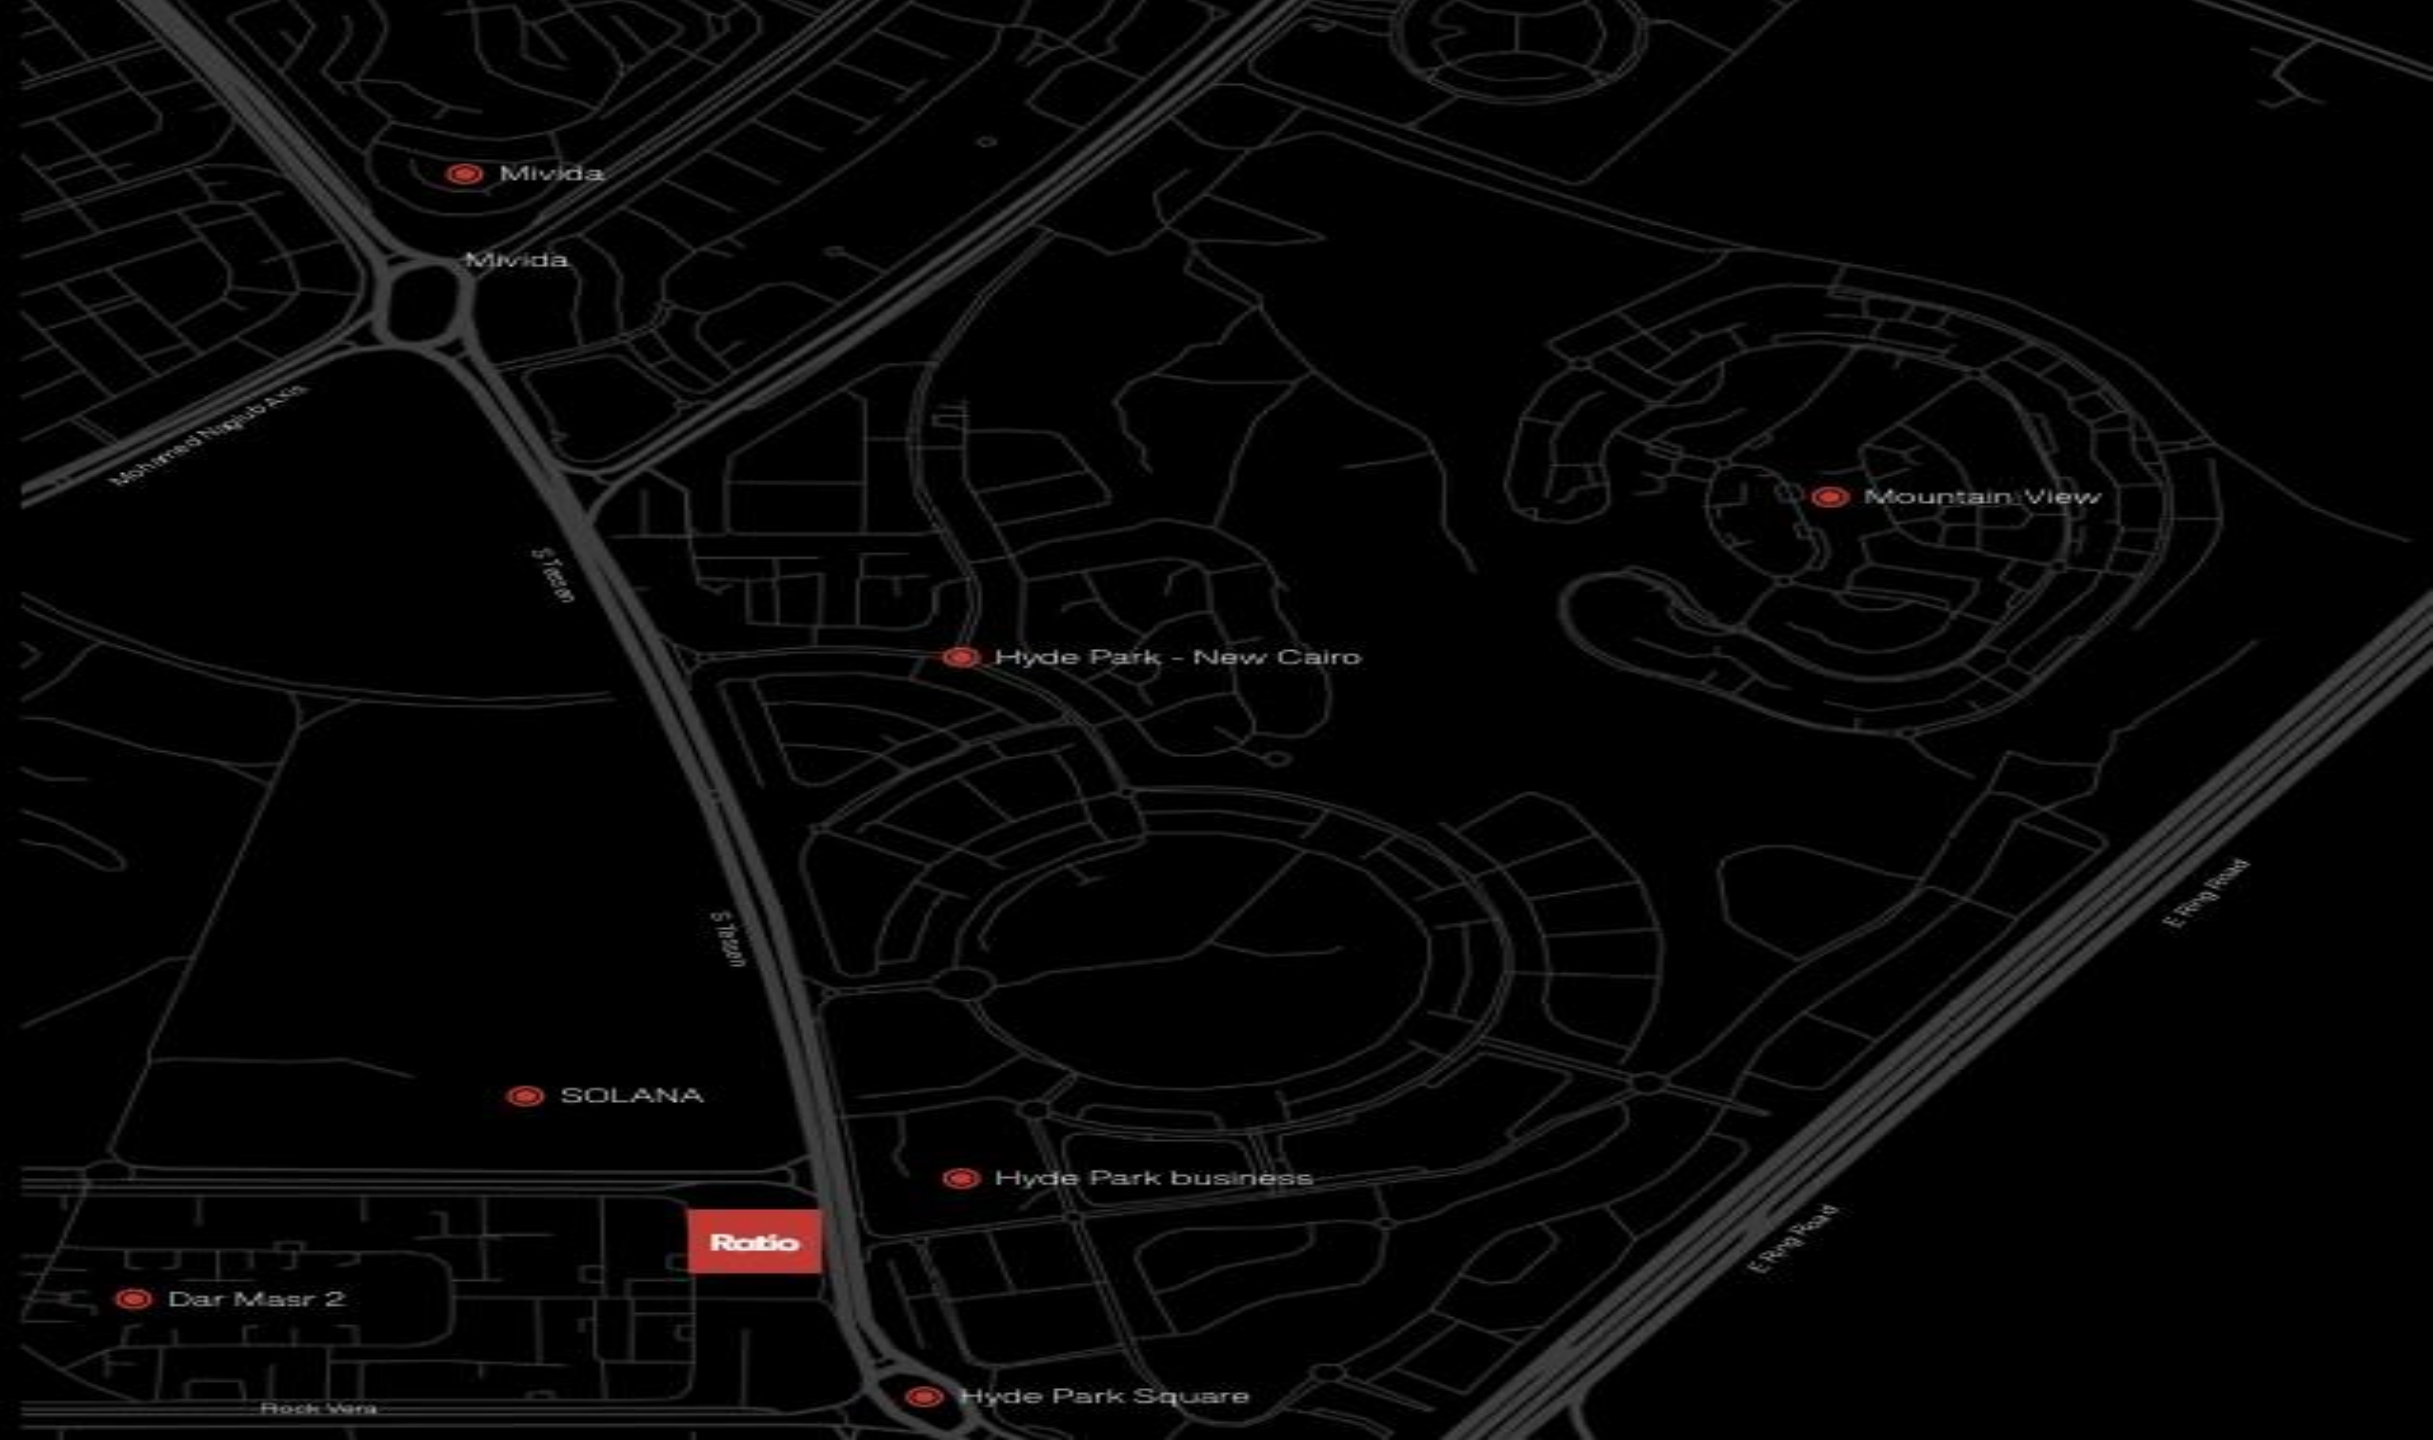 Mivida
Mivida
Mohamed Naguib Axis
S Teseen
Mountain View
Hyde Park - New Cairo
E Ring Road
S Teseen
SOLANA
Hyde Park business
E Ring Road
Ratio
Dar Masr 2
Hyde Park Square
Rock Vera